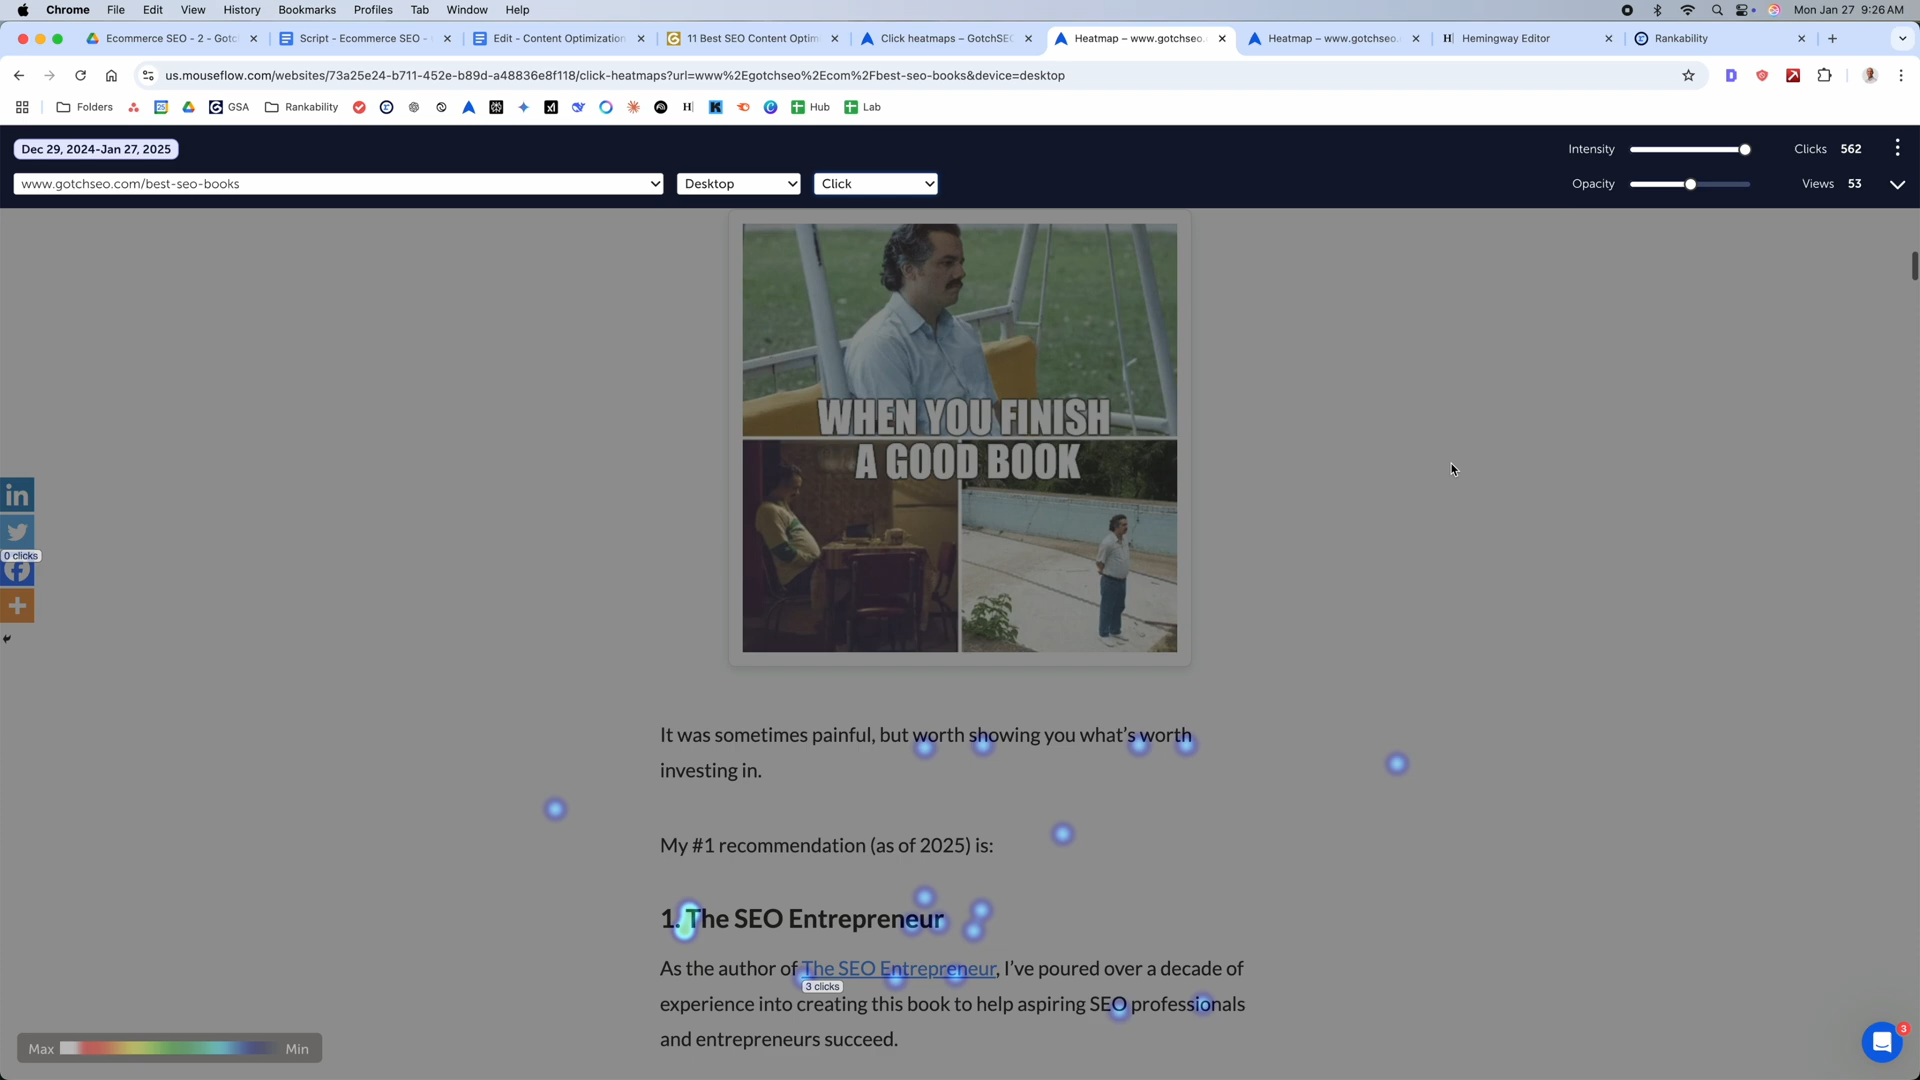 Chrome File Edit View History Bookmarks Profiles Tab Window Help Mon Jan 27 9:26 AM
Ecommerce SEO - 2 - Gotc
Script - Ecommerce SEO -
Edit - Content Optimization
11 Best SEO Content Optim
Click heatmaps – GotchSEO
Heatmap – www.gotchseo.
Heatmap – www.gotchseo.
Hemingway Editor
Rankability
us.mouseflow.com/websites/73a25e24-b711-452e-b89d-a48836e8f118/click-heatmaps?url=www%2Egotchseo%2Ecom%2Fbest-seo-books&device=desktop
Folders GSA Rankability Hub Lab
Dec 29, 2024-Jan 27, 2025
Intensity Clicks 562
www.gotchseo.com/best-seo-books Desktop Click
Opacity Views 53
WHEN YOU FINISH
A GOOD BOOK
0 clicks
It was sometimes painful, but worth showing you what's worth
investing in.
My #1 recommendation (as of 2025) is:
1. The SEO Entrepreneur
As the author of The SEO Entrepreneur, I've poured over a decade of
3 clicks
experience into creating this book to help aspiring SEO professionals
and entrepreneurs succeed.
Max Min
3